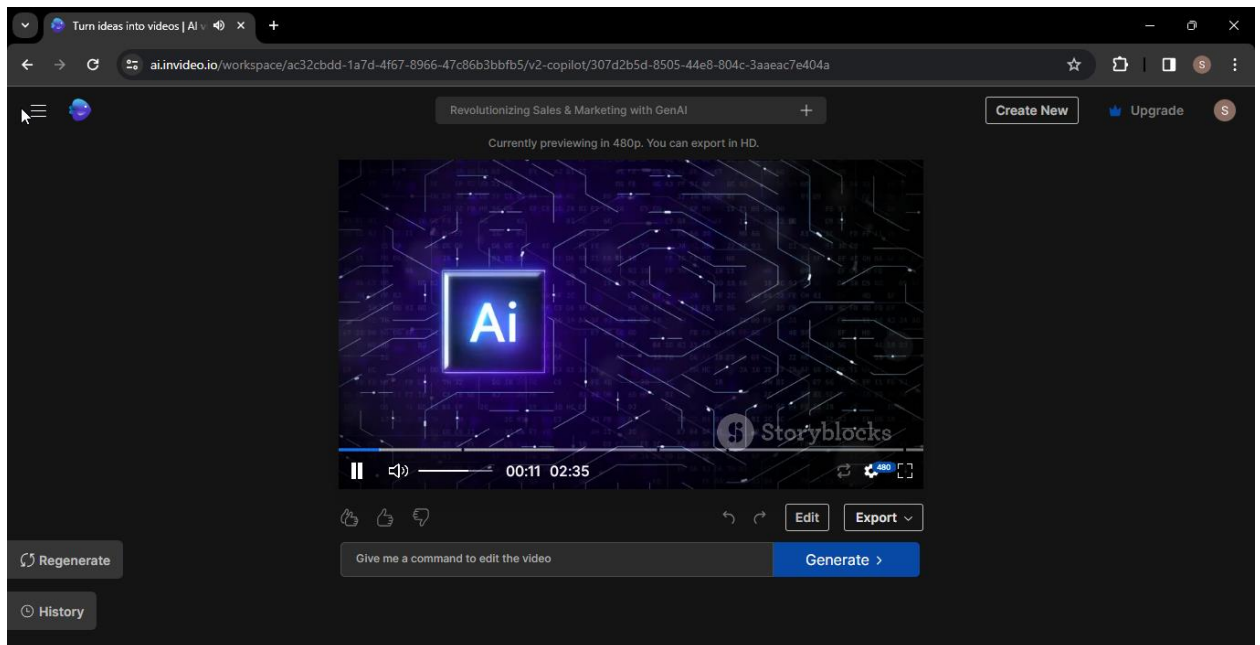 Turn ideas into videos | AI v
ai.invideo.io/workspace/ac32cbdd-1a7d-4f67-8966-47c86b3bbfb5/v2-copilot/307d2b5d-8505-44e8-804c-3aaeac7e404a
S
Revolutionizing Sales & Marketing with GenAI
Create New
Upgrade
S
Currently previewing in 480p. You can export in HD.
Ai
Storyblocks
00:11 02:35
480
Edit
Export
Give me a command to edit the video
Generate >
Regenerate
History